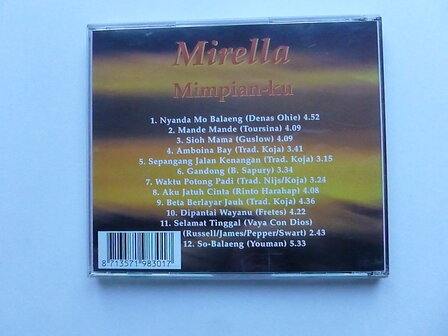 Mirella
Mimpian-ku
1. Nyanda Mo Balaeng (Denas Ohie) 4.52
2. Mande Mande (Toursina) 4.09
3. Sioh Mama (Guslow) 4.09
4. Amboina Bay (Trad. Koja) 3.41
5. Sepangang Jalan Kenangan (Trad. Koja) 3.15
6. Gandong (B. Sapury) 3.34
7. Waktu Potong Padi (Trad. Nijs/Koja) 3.24
8. Aku Jatuh Cinta (Rinto Harahap) 4.08
9. Beta Berlayar Jauh (Trad. Koja) 4.36
10. Dipantai Wayanu (Fretes) 4.22
11. Selamat Tinggal (Vaya Con Dios)
(Russell/James/Pepper/Swart) 2.43
12. So-Balaeng (Youman) 5.33
8 713571 983017